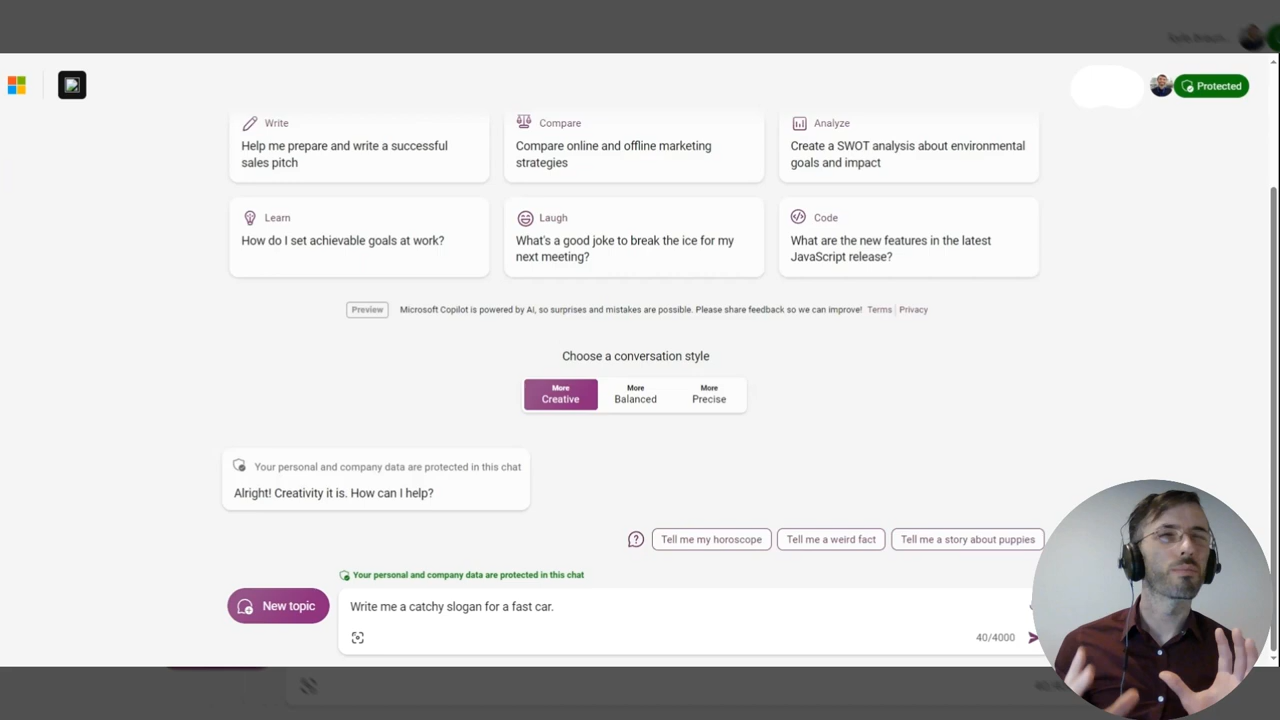 Protected
Write
Help me prepare and write a successful
sales pitch
Compare
Compare online and offline marketing
strategies
Analyze
Create a SWOT analysis about environmental
goals and impact
Learn
How do I set achievable goals at work?
Laugh
What's a good joke to break the ice for my
next meeting?
Code
What are the new features in the latest
JavaScript release?
Preview Microsoft Copilot is powered by AI, so surprises and mistakes are possible. Please share feedback so we can improve! Terms | Privacy
Choose a conversation style
More
Creative
More
Balanced
More
Precise
Your personal and company data are protected in this chat
Alright! Creativity it is. How can I help?
Tell me my horoscope Tell me a weird fact Tell me a story about puppies
Your personal and company data are protected in this chat
New topic
Write me a catchy slogan for a fast car.
40/4000